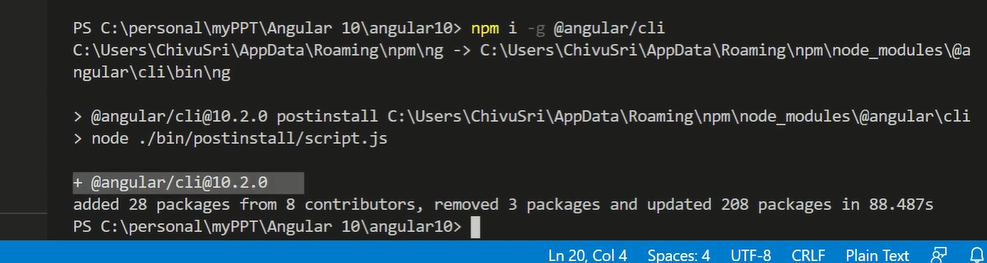 PS C:\personal\myPPT\Angular 10\angular10> npm i -g @angular/cli
C:\Users\ChivuSri\AppData\Roaming\npm\ng -> C:\Users\ChivuSri\AppData\Roaming\npm\node_modules\@a
ngular\cli\bin\ng
> @angular/cli@10.2.0 postinstall C:\Users\ChivuSri\AppData\Roaming\npm\node_modules\@angular\cli
> node ./bin/postinstall/script.js
+ @angular/cli@10.2.0
added 28 packages from 8 contributors, removed 3 packages and updated 208 packages in 88.487s
PS C:\personal\myPPT\Angular 10\angular10>
Ln 20, Col 4 Spaces: 4 UTF-8 CRLF Plain Text